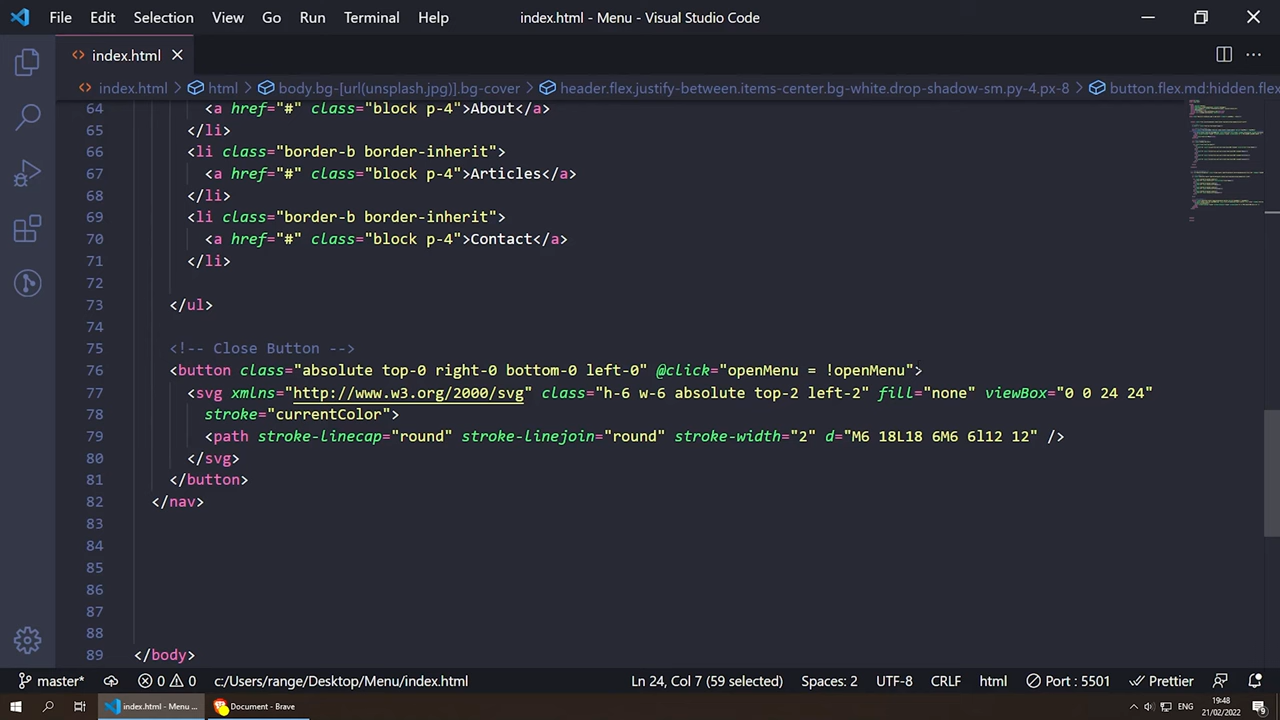 File Edit Selection View Go Run Terminal Help index.html - Menu - Visual Studio Code
index.html
index.html > html > body.bg-[url(unsplash.jpg)].bg-cover > header.flex.justify-between.items-center.bg-white.drop-shadow-sm.py-4.px-8 > button.flex.md:hidden.flex
64 <a href="#" class="block p-4">About</a>
65 </li>
66 <li class="border-b border-inherit">
67 <a href="#" class="block p-4">Articles</a>
68 </li>
69 <li class="border-b border-inherit">
70 <a href="#" class="block p-4">Contact</a>
71 </li>
72
73 </ul>
74
75 <!-- Close Button -->
76 <button class="absolute top-0 right-0 bottom-0 left-0" @click="openMenu = !openMenu">
77 <svg xmlns="http://www.w3.org/2000/svg" class="h-6 w-6 absolute top-2 left-2" fill="none" viewBox="0 0 24 24"
78 stroke="currentColor">
79 <path stroke-linecap="round" stroke-linejoin="round" stroke-width="2" d="M6 18L18 6M6 6l12 12" />
80 </svg>
81 </button>
82 </nav>
83
84
85
86
87
88
89 </body>
master* 0 0 c:/Users/range/Desktop/Menu/index.html Ln 24, Col 7 (59 selected) Spaces: 2 UTF-8 CRLF html Port : 5501 Prettier
index.html - Menu ... Document - Brave ENG 19:48
21/02/2022